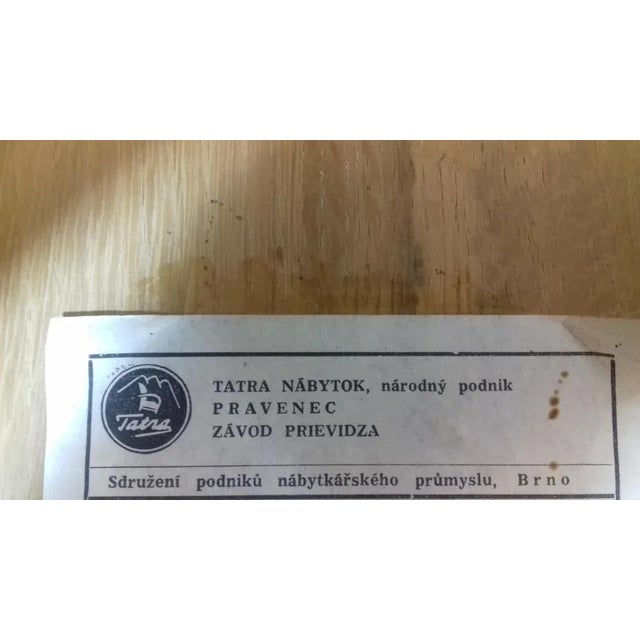 Tatra
TATRA NÁBYTOK, národný podnik
PRAVENEC
ZÁVOD PRIEVIDZA
Sdružení podniků nábytkářského průmyslu, Brno